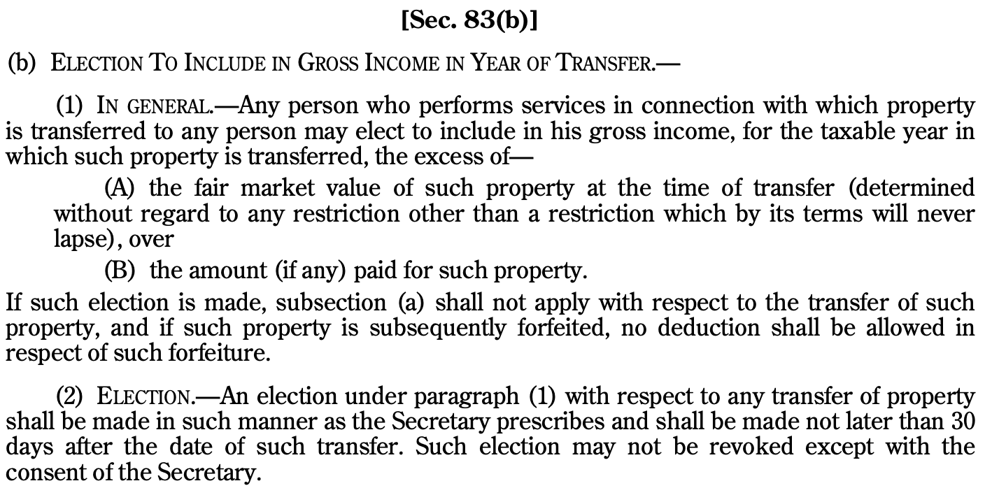 [Sec. 83(b)]
(b) ELECTION TO INCLUDE IN GROSS INCOME IN YEAR OF TRANSFER.—
(1) IN GENERAL.—Any person who performs services in connection with which property
is transferred to any person may elect to include in his gross income, for the taxable year in
which such property is transferred, the excess of—
(A) the fair market value of such property at the time of transfer (determined
without regard to any restriction other than a restriction which by its terms will never
lapse), over
(B) the amount (if any) paid for such property.
If such election is made, subsection (a) shall not apply with respect to the transfer of such
property, and if such property is subsequently forfeited, no deduction shall be allowed in
respect of such forfeiture.
(2) ELECTION.—An election under paragraph (1) with respect to any transfer of property
shall be made in such manner as the Secretary prescribes and shall be made not later than 30
days after the date of such transfer. Such election may not be revoked except with the
consent of the Secretary.